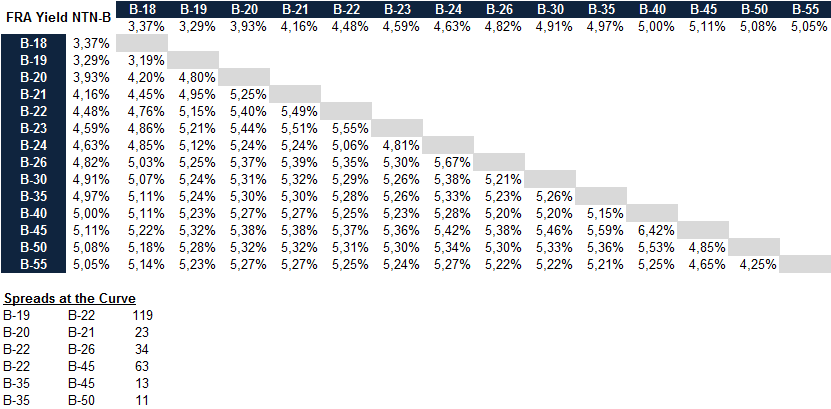 FRA Yield NTN-B B-18 B-19 B-20 B-21 B-22 B-23 B-24 B-26 B-30 B-35 B-40 B-45 B-50 B-55
3,37% 3,29% 3,93% 4,16% 4,48% 4,59% 4,63% 4,82% 4,91% 4,97% 5,00% 5,11% 5,08% 5,05%
B-18 3,37%
B-19 3,29% 3,19%
B-20 3,93% 4,20% 4,80%
B-21 4,16% 4,45% 4,95% 5,25%
B-22 4,48% 4,76% 5,15% 5,40% 5,49%
B-23 4,59% 4,86% 5,21% 5,44% 5,51% 5,55%
B-24 4,63% 4,85% 5,12% 5,24% 5,24% 5,06% 4,81%
B-26 4,82% 5,03% 5,25% 5,37% 5,39% 5,35% 5,30% 5,67%
B-30 4,91% 5,07% 5,24% 5,31% 5,32% 5,29% 5,26% 5,38% 5,21%
B-35 4,97% 5,11% 5,24% 5,30% 5,30% 5,28% 5,26% 5,33% 5,23% 5,26%
B-40 5,00% 5,11% 5,23% 5,27% 5,27% 5,25% 5,23% 5,28% 5,20% 5,20% 5,15%
B-45 5,11% 5,22% 5,32% 5,38% 5,38% 5,37% 5,36% 5,42% 5,38% 5,46% 5,59% 6,42%
B-50 5,08% 5,18% 5,28% 5,32% 5,32% 5,31% 5,30% 5,34% 5,30% 5,33% 5,36% 5,53% 4,85%
B-55 5,05% 5,14% 5,23% 5,27% 5,27% 5,25% 5,24% 5,27% 5,22% 5,22% 5,21% 5,25% 4,65% 4,25%
Spreads at the Curve
B-19 B-22 119
B-20 B-21 23
B-22 B-26 34
B-22 B-45 63
B-35 B-45 13
B-35 B-50 11